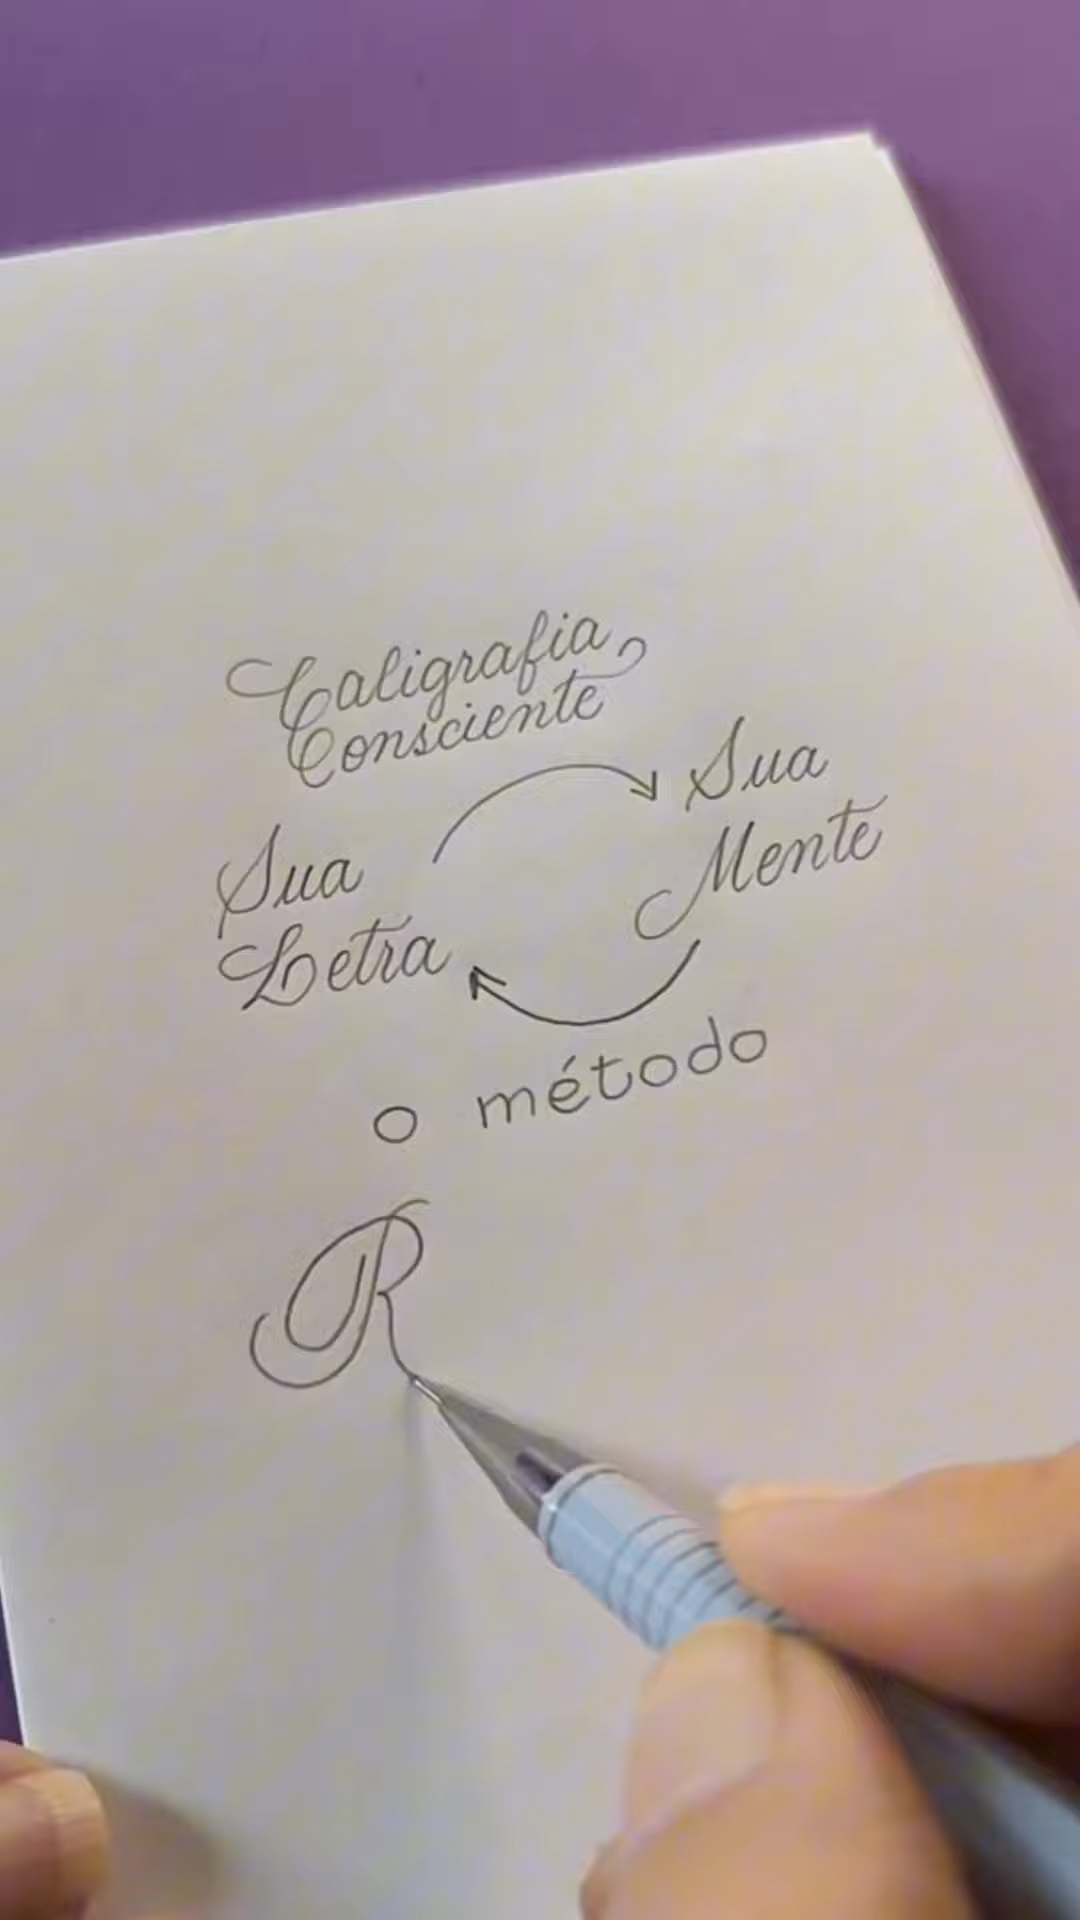 Caligrafia
Consciente
Sua
Mente
Sua
Letra
o método
R